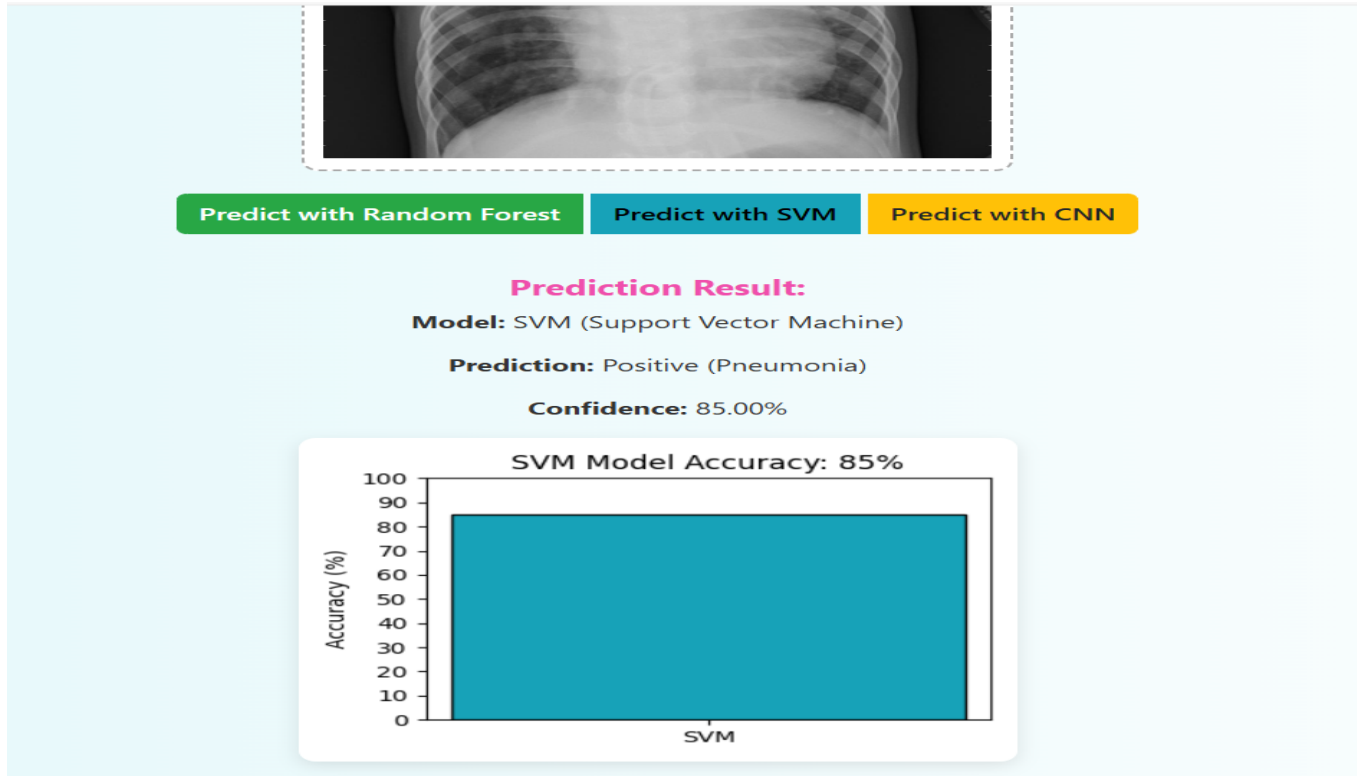 Predict with Random Forest Predict with SVM Predict with CNN
Prediction Result:
Model: SVM (Support Vector Machine)
Prediction: Positive (Pneumonia)
Confidence: 85.00%
SVM Model Accuracy: 85%
100
90
80
70
60
50
40
30
20
10
0
Accuracy (%)
SVM